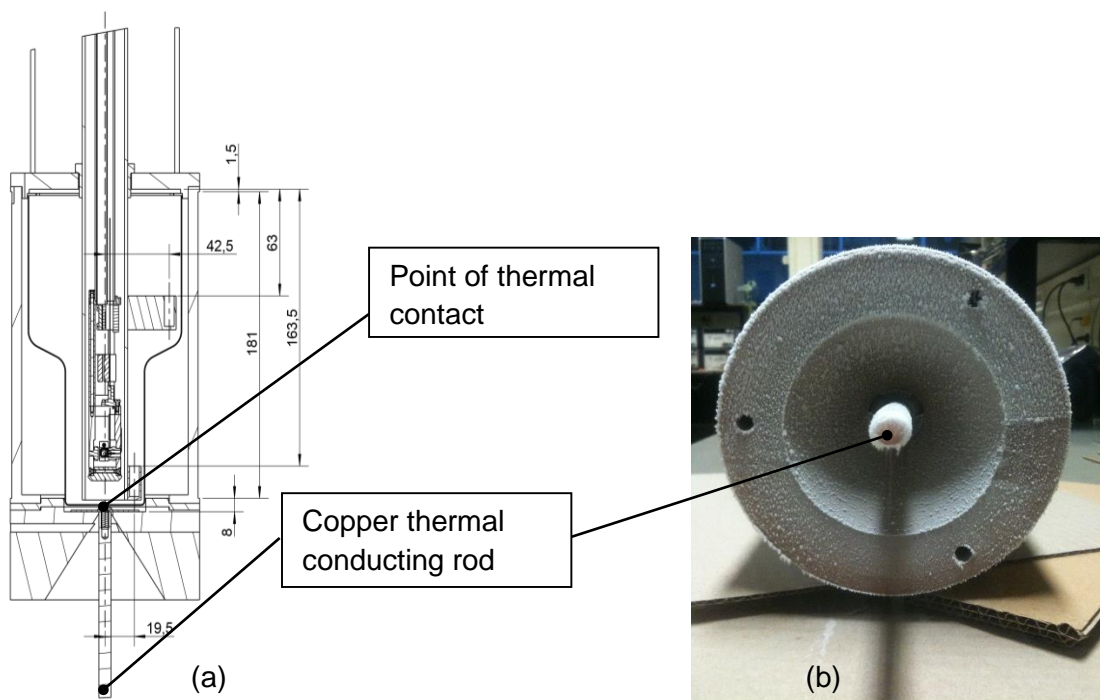 1,5
42,5
63
181
163,5
8
19,5
Point of thermal
contact
Copper thermal
conducting rod
(a)
(b)